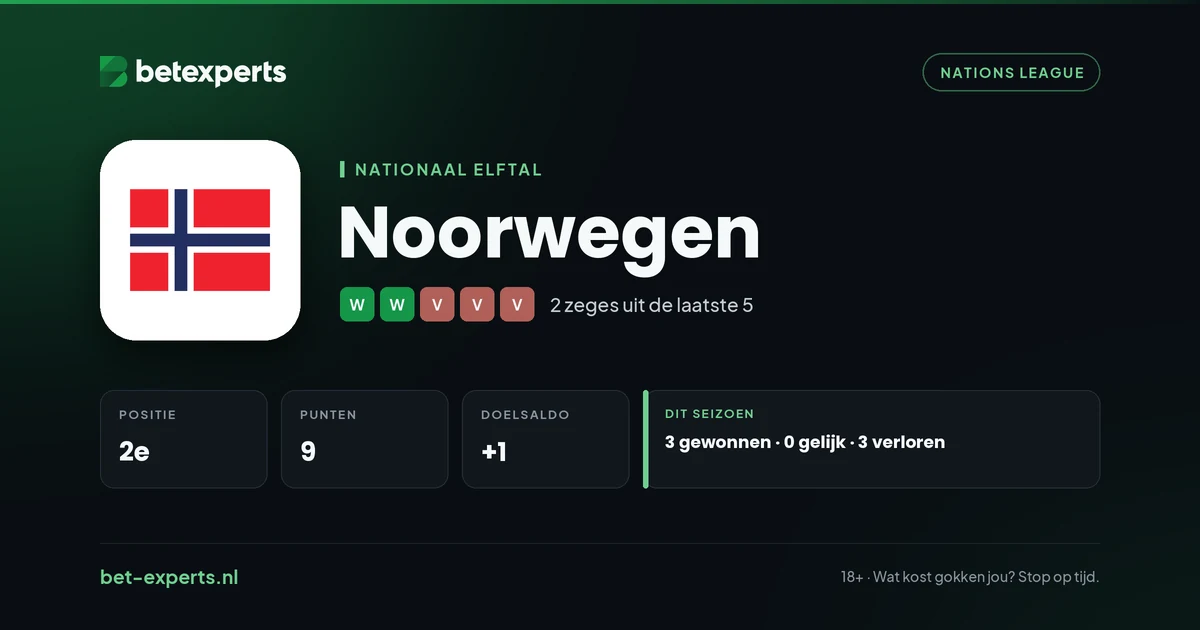 betexperts
NATIONS LEAGUE
NATIONAAL ELFTAL
Noorwegen
W W V V V 2 zeges uit de laatste 5
POSITIE
2e
PUNTEN
9
DOELSALDO
+1
DIT SEIZOEN
3 gewonnen · 0 gelijk · 3 verloren
bet-experts.nl
18+ · Wat kost gokken jou? Stop op tijd.